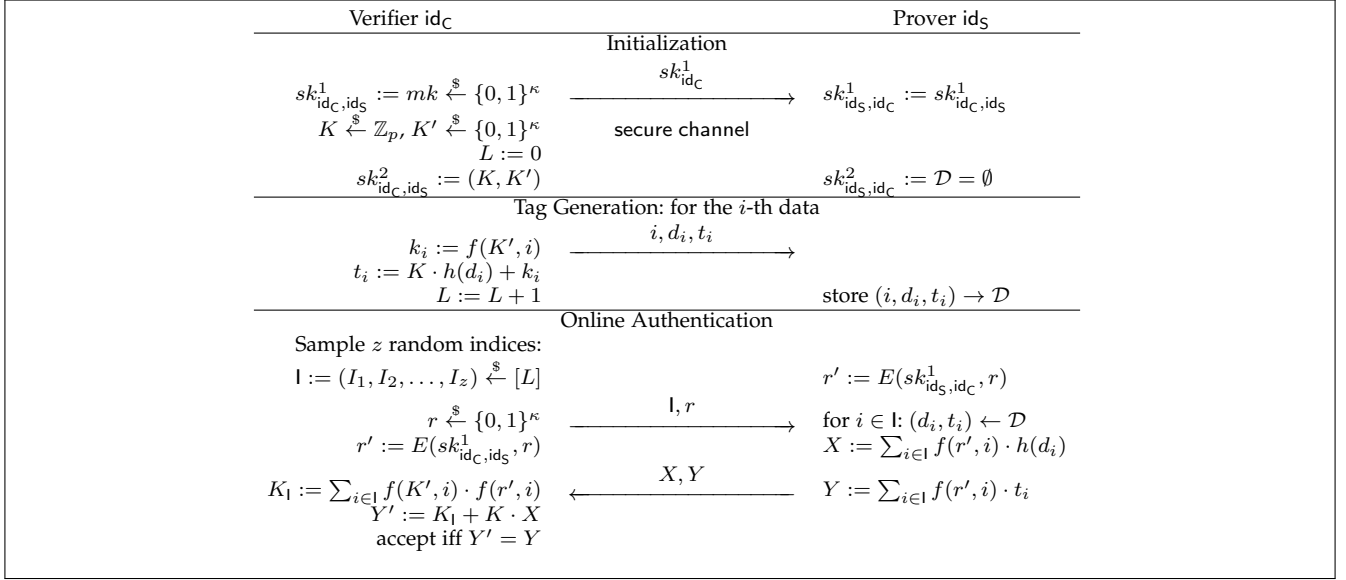 Verifier id_C Prover id_S
Initialization
sk^1_{id_C}
sk^1_{id_C,id_S} := mk ←$ {0,1}^κ sk^1_{id_S,id_C} := sk^1_{id_C,id_S}
K ←$ ℤ_p, K′ ←$ {0,1}^κ secure channel
L := 0
sk^2_{id_C,id_S} := (K, K′) sk^2_{id_S,id_C} := 𝒟 = ∅
Tag Generation: for the i-th data
k_i := f(K′, i) i, d_i, t_i
t_i := K · h(d_i) + k_i
L := L + 1 store (i, d_i, t_i) → 𝒟
Online Authentication
Sample z random indices:
I := (I_1, I_2, . . . , I_z) ←$ [L] r′ := E(sk^1_{id_S,id_C}, r)
r ←$ {0,1}^κ I, r for i ∈ I: (d_i, t_i) ← 𝒟
r′ := E(sk^1_{id_C,id_S}, r) X := ∑_{i∈I} f(r′, i) · h(d_i)
K_I := ∑_{i∈I} f(K′, i) · f(r′, i) X, Y Y := ∑_{i∈I} f(r′, i) · t_i
Y′ := K_I + K · X
accept iff Y′ = Y